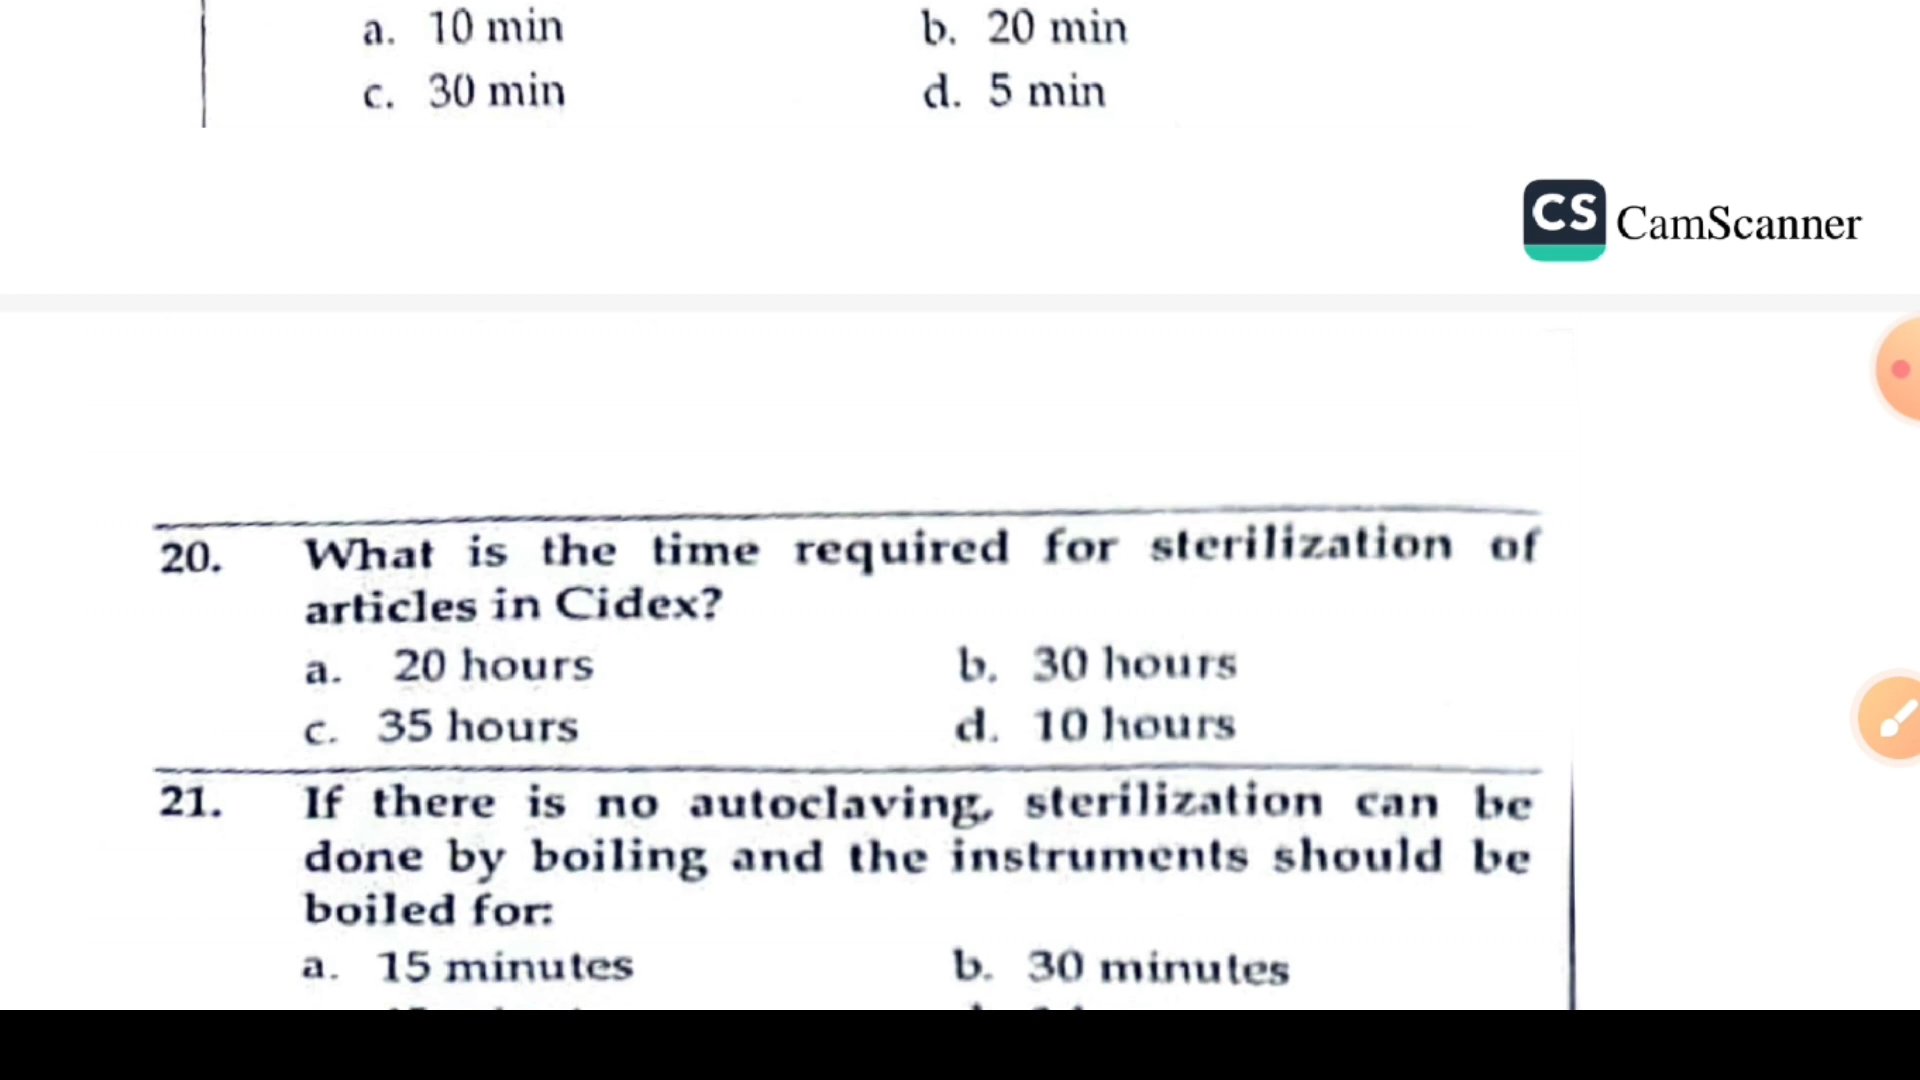 a. 10 min b. 20 min
c. 30 min d. 5 min
CS CamScanner
20. What is the time required for sterilization of
articles in Cidex?
a. 20 hours b. 30 hours
c. 35 hours d. 10 hours
21. If there is no autoclaving, sterilization can be
done by boiling and the instruments should be
boiled for:
a. 15 minutes b. 30 minutes